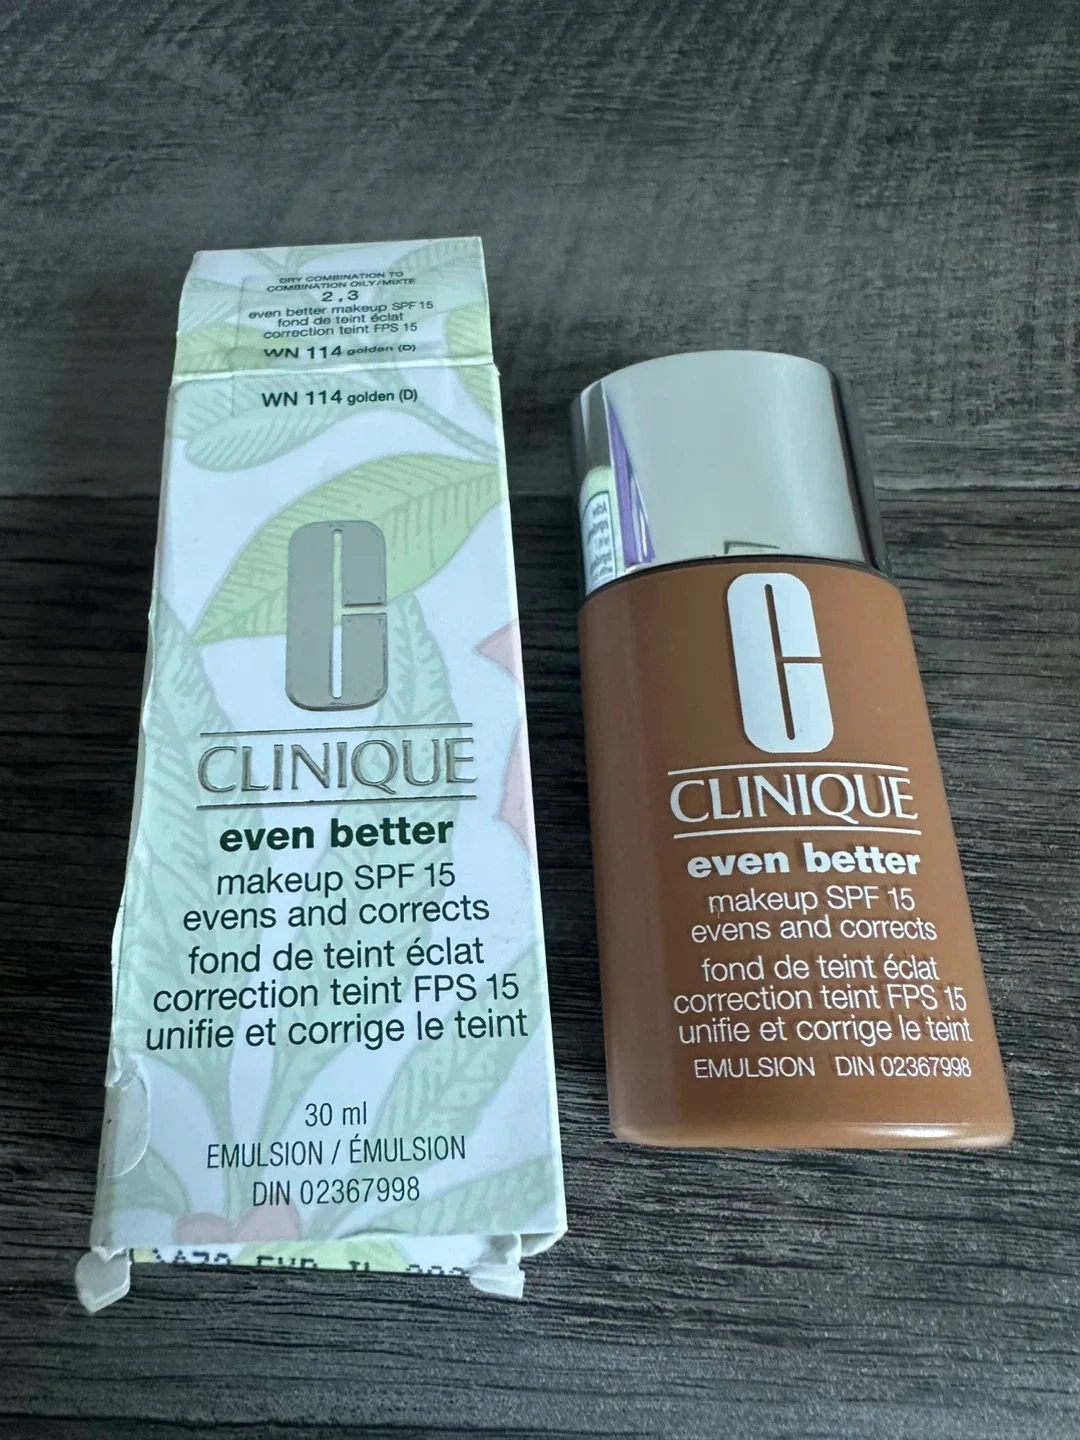 DRY COMBINATION TO
COMBINATION OILY/MIXTE
2,3
even better makeup SPF 15
fond de teint éclat
correction teint FPS 15
WN 114 golden (D)
WN 114 golden (D)
CLINIQUE
even better
makeup SPF 15
evens and corrects
fond de teint éclat
correction teint FPS 15
unifie et corrige le teint
30 ml
EMULSION / ÉMULSION
DIN 02367998
CLINIQUE
even better
makeup SPF 15
evens and corrects
fond de teint éclat
correction teint FPS 15
unifie et corrige le teint
EMULSION DIN 02367998